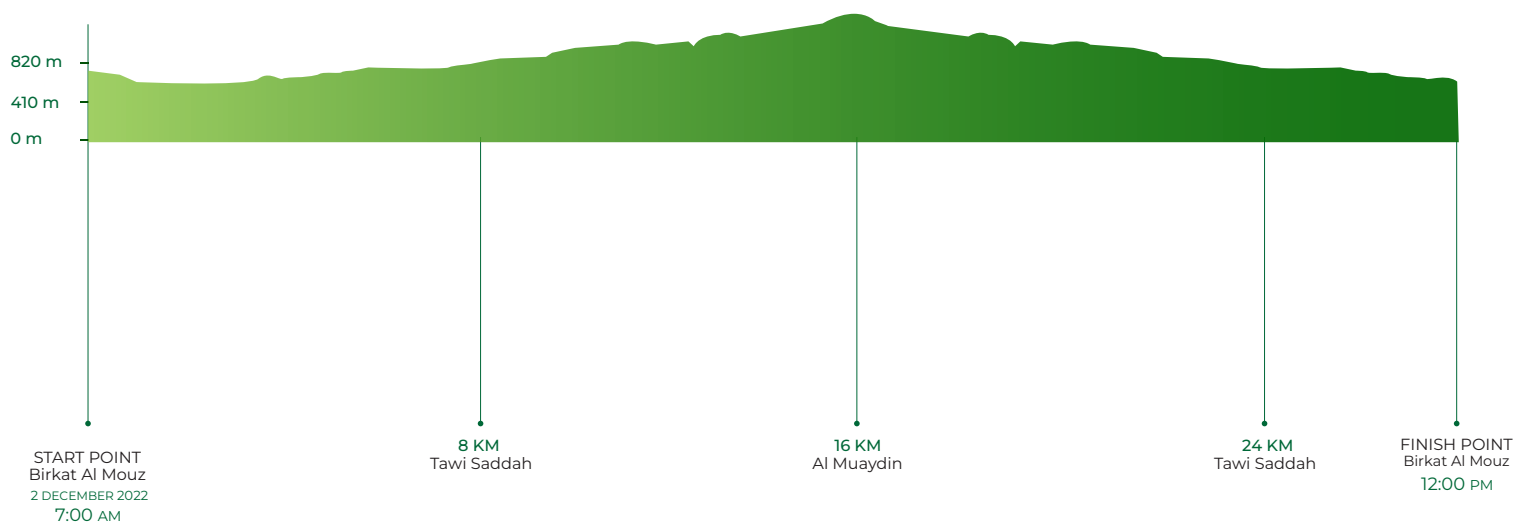 820 m
410 m
0 m
START POINT
Birkat Al Mouz
2 DECEMBER 2022
7:00 AM
8 KM
Tawi Saddah
16 KM
Al Muaydin
24 KM
Tawi Saddah
FINISH POINT
Birkat Al Mouz
12:00 PM